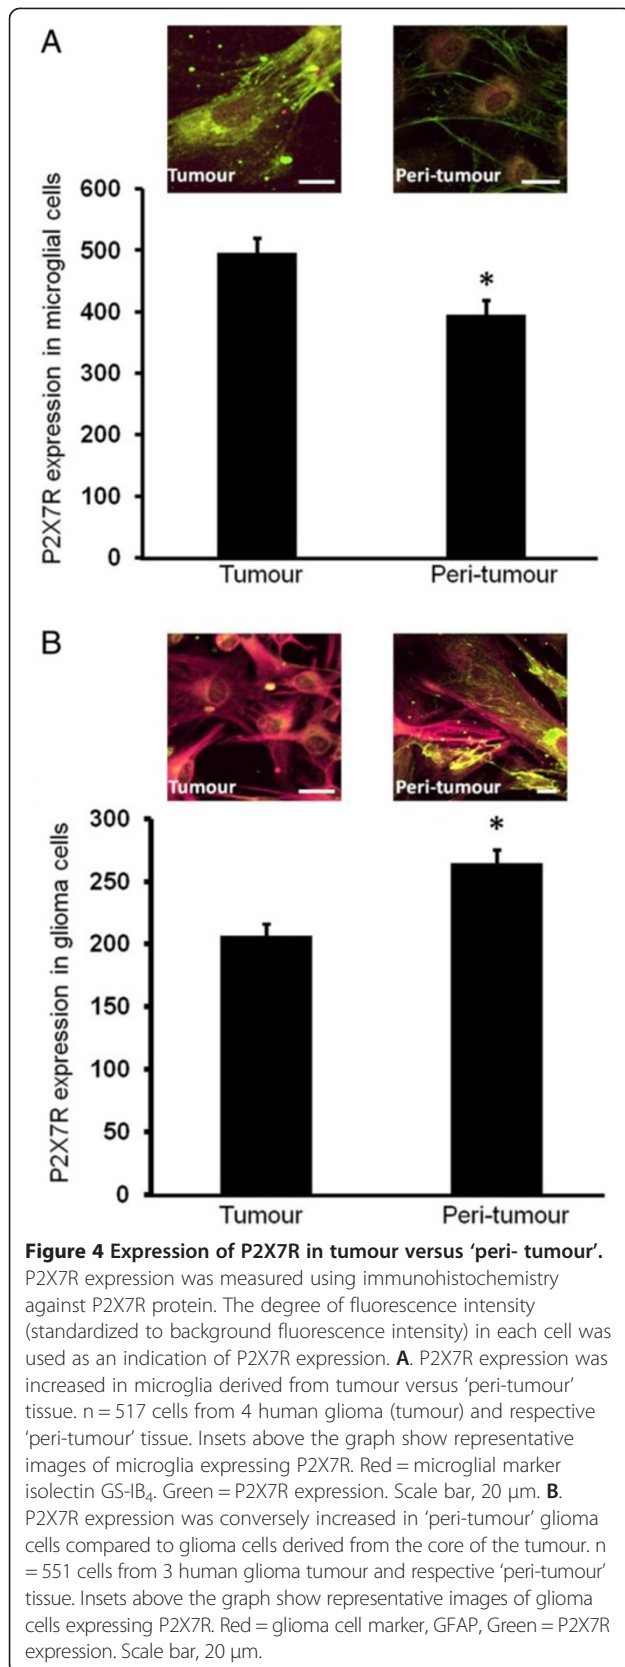 A
Tumour
Peri-tumour
P2X7R expression in microglial cells
600
500
400
300
200
100
0
*
Tumour
Peri-tumour
B
Tumour
Peri-tumour
P2X7R expression in glioma cells
300
250
200
150
100
50
0
*
Tumour
Peri-tumour
Figure 4 Expression of P2X7R in tumour versus ‘peri- tumour’.
P2X7R expression was measured using immunohistochemistry
against P2X7R protein. The degree of fluorescence intensity
(standardized to background fluorescence intensity) in each cell was
used as an indication of P2X7R expression. A. P2X7R expression was
increased in microglia derived from tumour versus ‘peri-tumour’
tissue. n = 517 cells from 4 human glioma (tumour) and respective
‘peri-tumour’ tissue. Insets above the graph show representative
images of microglia expressing P2X7R. Red = microglial marker
isolectin GS-IB₄. Green = P2X7R expression. Scale bar, 20 μm. B.
P2X7R expression was conversely increased in ‘peri-tumour’ glioma
cells compared to glioma cells derived from the core of the tumour. n
= 551 cells from 3 human glioma tumour and respective ‘peri-tumour’
tissue. Insets above the graph show representative images of glioma
cells expressing P2X7R. Red = glioma cell marker, GFAP, Green = P2X7R
expression. Scale bar, 20 μm.